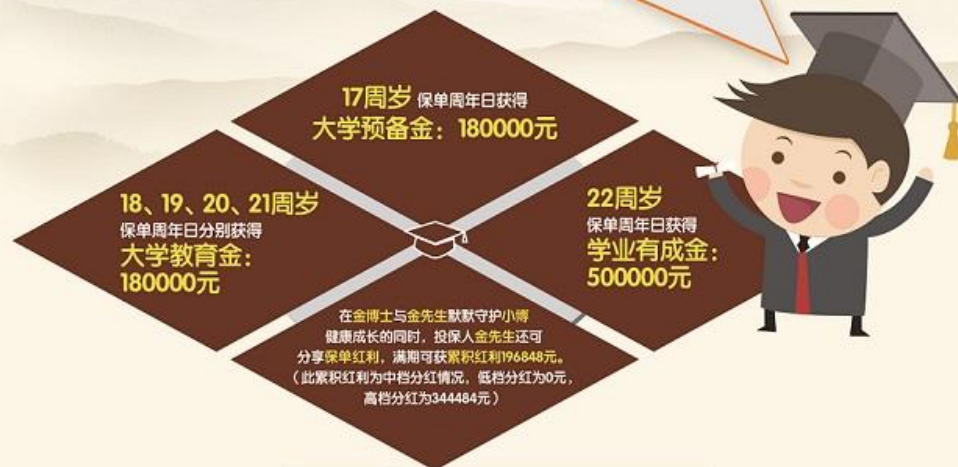 17周岁 保单周年日获得
大学预备金：180000元
18、19、20、21周岁
保单周年日分别获得
大学教育金：
180000元
22周岁
保单周年日获得
学业有成金：
500000元
在金博士与金先生默默守护小博
健康成长的同时，投保人金先生还可
分享保单红利，满期可获累积红利196848元。
（此累积红利为中档分红情况，低档分红为0元，
高档分红为344484元）